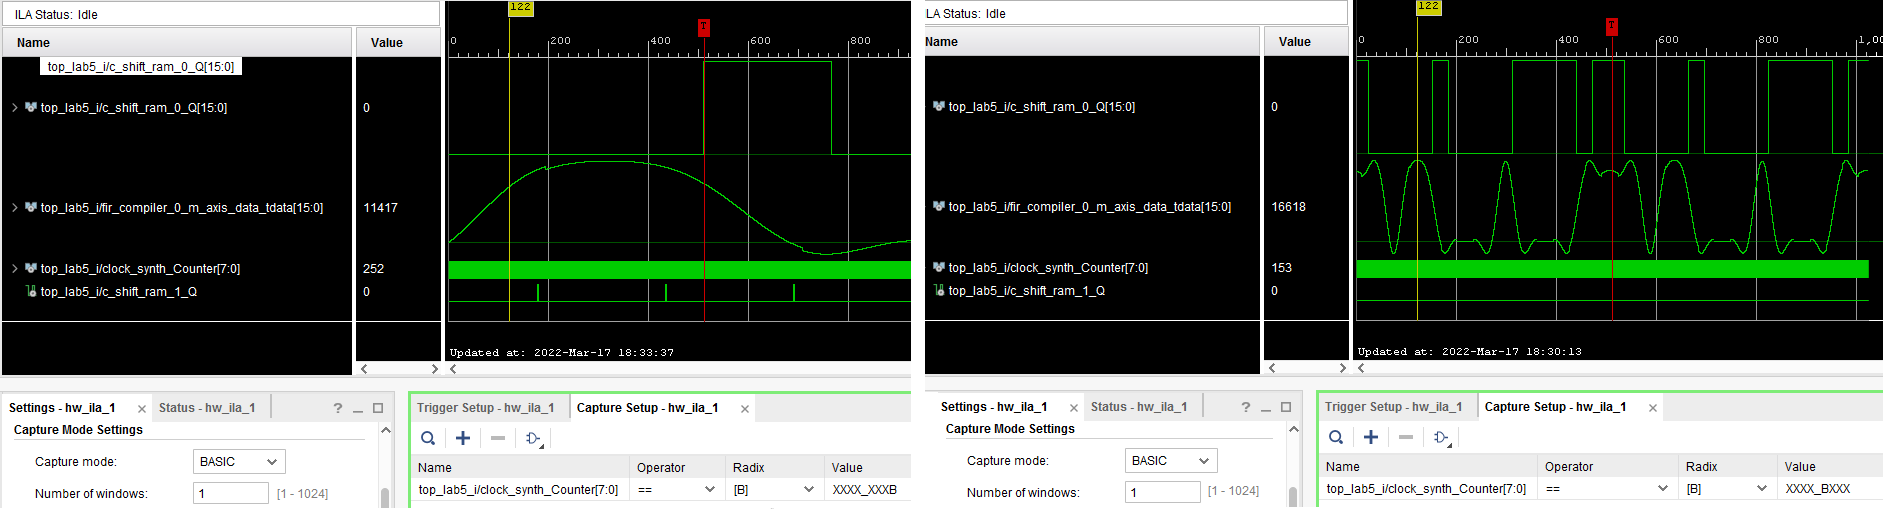 ILA Status: Idle
Name
Value
top_lab5_i/c_shift_ram_0_Q[15:0]
top_lab5_i/c_shift_ram_0_Q[15:0]
0
top_lab5_i/fir_compiler_0_m_axis_data_tdata[15:0]
11417
top_lab5_i/clock_synth_Counter[7:0]
252
top_lab5_i/c_shift_ram_1_Q
0
122
T
0 200 400 600 800
Updated at: 2022-Mar-17 18:33:37
Settings - hw_ila_1 × Status - hw_ila_1 ?
Capture Mode Settings
Capture mode: BASIC
Number of windows: 1 [1 - 1024]
Trigger Setup - hw_ila_1 Capture Setup - hw_ila_1 ×
Name Operator Radix Value
top_lab5_i/clock_synth_Counter[7:0] == [B] XXXX_XXXB
ILA Status: Idle
Name
Value
top_lab5_i/c_shift_ram_0_Q[15:0]
0
top_lab5_i/fir_compiler_0_m_axis_data_tdata[15:0]
16618
top_lab5_i/clock_synth_Counter[7:0]
153
top_lab5_i/c_shift_ram_1_Q
0
122
T
0 200 400 600 800 1,0
Updated at: 2022-Mar-17 18:30:13
Settings - hw_ila_1 × Status - hw_ila_1 ?
Capture Mode Settings
Capture mode: BASIC
Number of windows: 1 [1 - 1024]
Trigger Setup - hw_ila_1 Capture Setup - hw_ila_1 ×
Name Operator Radix Value
top_lab5_i/clock_synth_Counter[7:0] == [B] XXXX_BXXX